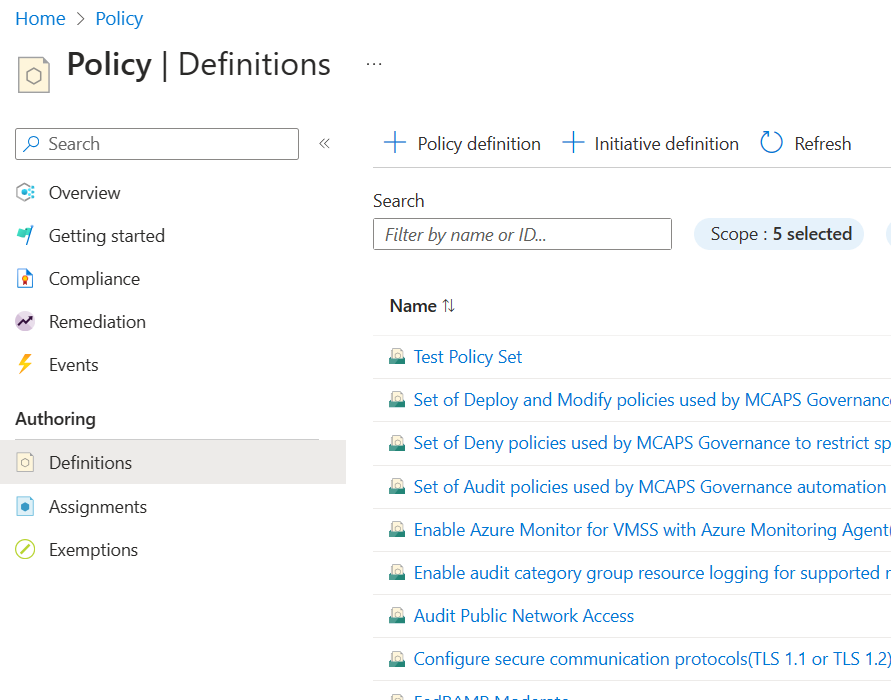 Home > Policy
Policy | Definitions ...
Search «
Overview
Getting started
Compliance
Remediation
Events
Authoring
Definitions
Assignments
Exemptions
+ Policy definition + Initiative definition Refresh
Search
Filter by name or ID...
Scope : 5 selected
Name ↑↓
Test Policy Set
Set of Deploy and Modify policies used by MCAPS Governanc
Set of Deny policies used by MCAPS Governance to restrict sp
Set of Audit policies used by MCAPS Governance automation
Enable Azure Monitor for VMSS with Azure Monitoring Agent(
Enable audit category group resource logging for supported r
Audit Public Network Access
Configure secure communication protocols(TLS 1.1 or TLS 1.2)
FedRAMP Moderate